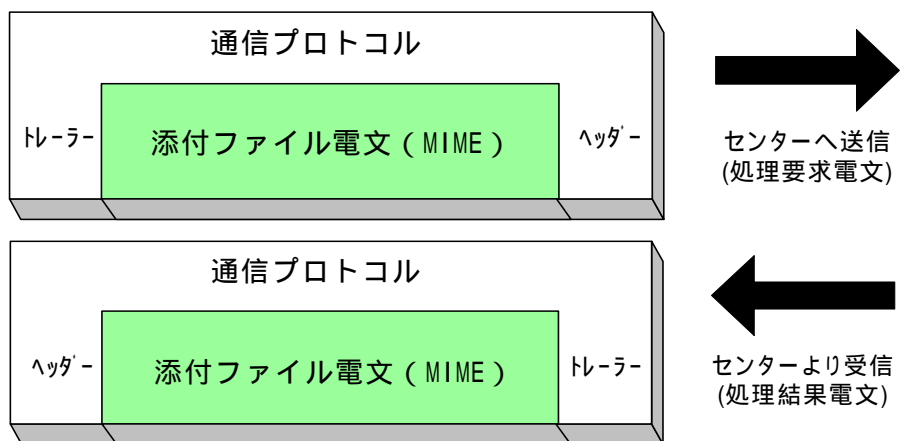 通信プロトコル
ﾄﾚｰﾗｰ
添付ファイル電文(MIME)
ﾍｯﾀﾞｰ
センターへ送信
(処理要求電文)
通信プロトコル
ﾍｯﾀﾞｰ
添付ファイル電文(MIME)
ﾄﾚｰﾗｰ
センターより受信
(処理結果電文)